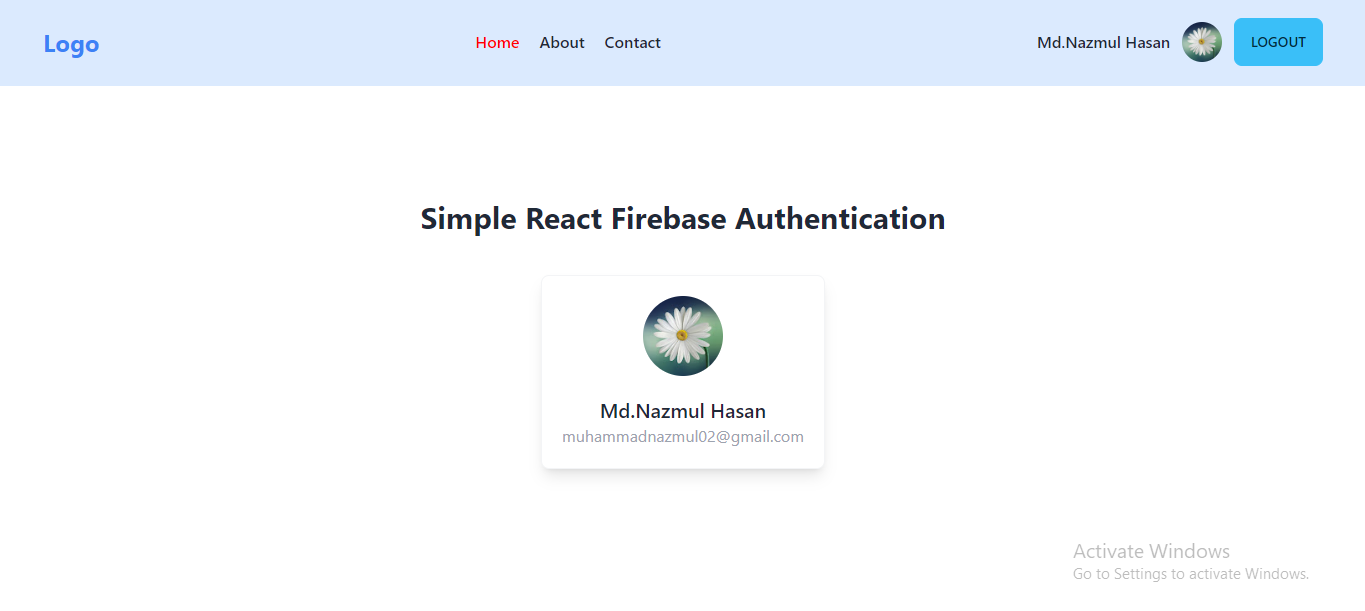 Logo
Home About Contact
Md.Nazmul Hasan
LOGOUT
Simple React Firebase Authentication
Md.Nazmul Hasan
muhammadnazmul02@gmail.com
Activate Windows
Go to Settings to activate Windows.